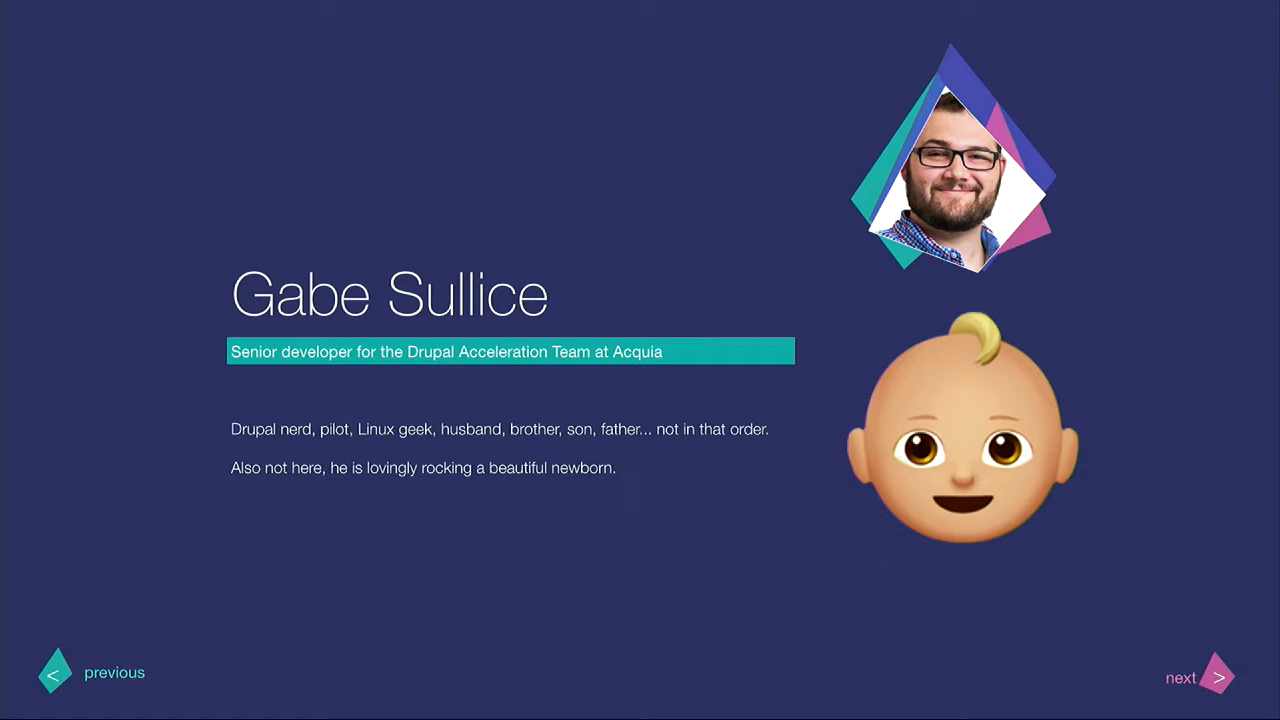 Gabe Sullice
Senior developer for the Drupal Acceleration Team at Acquia
Drupal nerd, pilot, Linux geek, husband, brother, son, father... not in that order.
Also not here, he is lovingly rocking a beautiful newborn.
< previous
next >